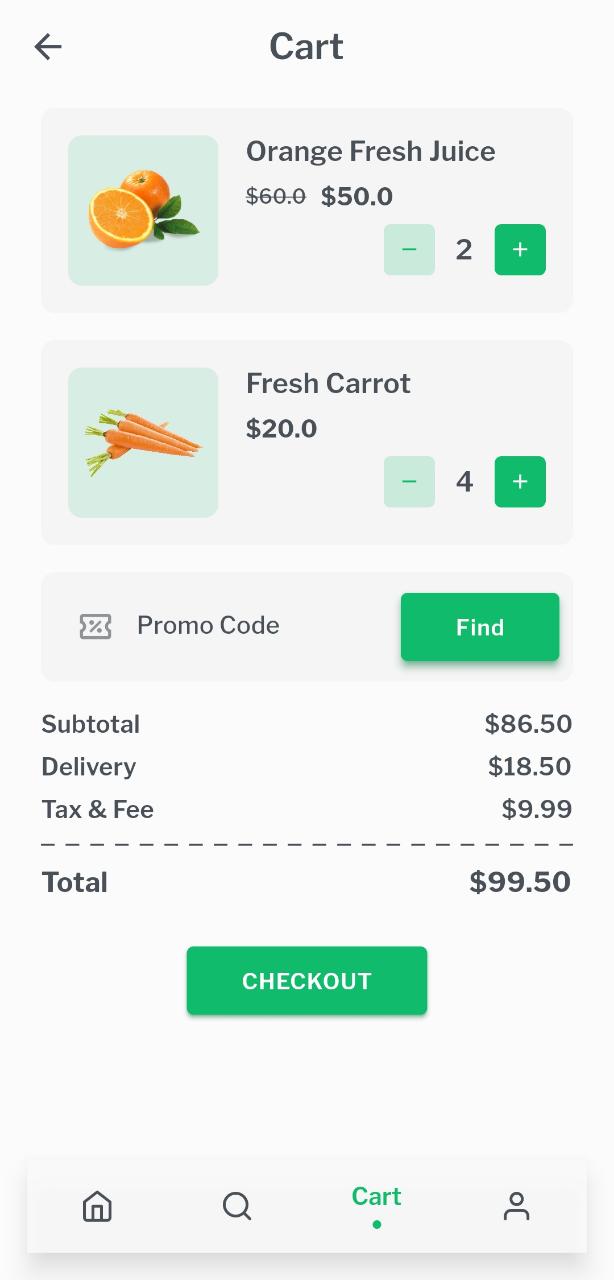 Cart
Orange Fresh Juice
$60.0 $50.0
− 2 +
Fresh Carrot
$20.0
− 4 +
Promo Code Find
Subtotal $86.50
Delivery $18.50
Tax & Fee $9.99
Total $99.50
CHECKOUT
Cart